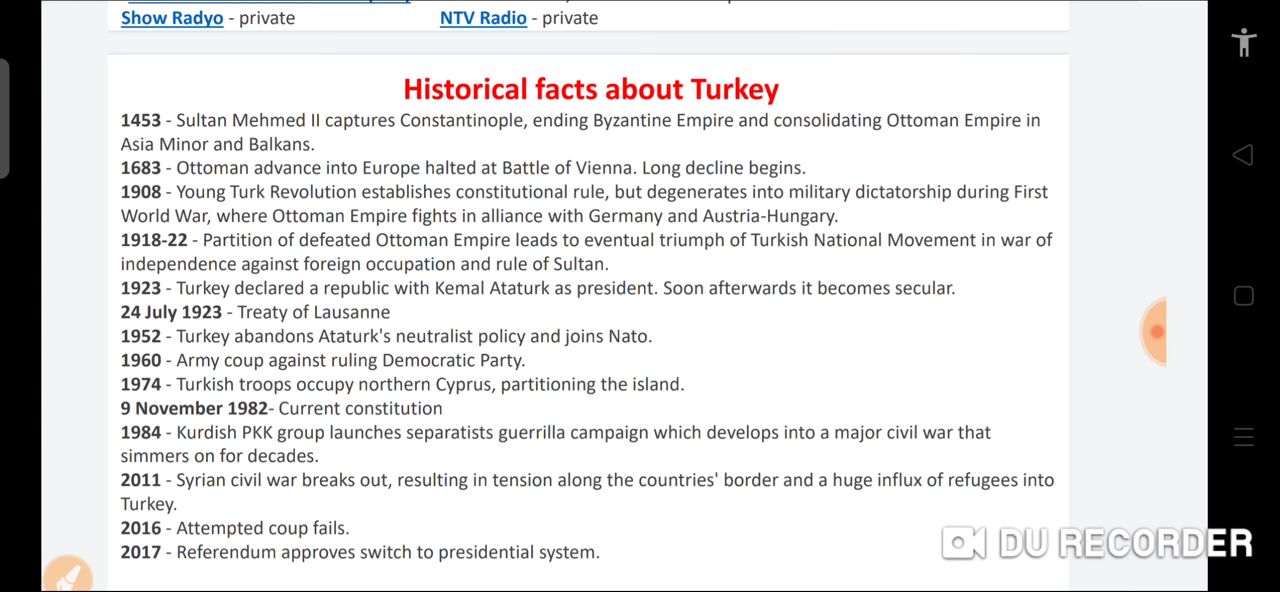 Show Radyo - private NTV Radio - private
Historical facts about Turkey
1453 - Sultan Mehmed II captures Constantinople, ending Byzantine Empire and consolidating Ottoman Empire in
Asia Minor and Balkans.
1683 - Ottoman advance into Europe halted at Battle of Vienna. Long decline begins.
1908 - Young Turk Revolution establishes constitutional rule, but degenerates into military dictatorship during First
World War, where Ottoman Empire fights in alliance with Germany and Austria-Hungary.
1918-22 - Partition of defeated Ottoman Empire leads to eventual triumph of Turkish National Movement in war of
independence against foreign occupation and rule of Sultan.
1923 - Turkey declared a republic with Kemal Ataturk as president. Soon afterwards it becomes secular.
24 July 1923 - Treaty of Lausanne
1952 - Turkey abandons Ataturk's neutralist policy and joins Nato.
1960 - Army coup against ruling Democratic Party.
1974 - Turkish troops occupy northern Cyprus, partitioning the island.
9 November 1982- Current constitution
1984 - Kurdish PKK group launches separatists guerrilla campaign which develops into a major civil war that
simmers on for decades.
2011 - Syrian civil war breaks out, resulting in tension along the countries' border and a huge influx of refugees into
Turkey.
2016 - Attempted coup fails.
2017 - Referendum approves switch to presidential system.
DU RECORDER